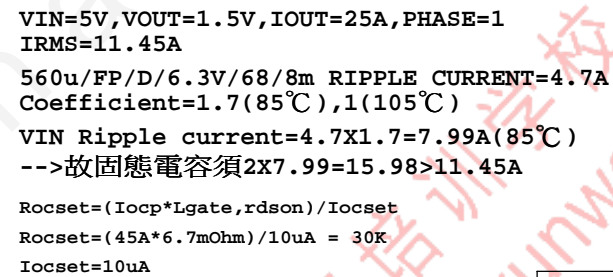 VIN=5V,VOUT=1.5V,IOUT=25A,PHASE=1
IRMS=11.45A
560u/FP/D/6.3V/68/8m RIPPLE CURRENT=4.7A
Coefficient=1.7(85℃),1(105℃)
VIN Ripple current=4.7X1.7=7.99A(85℃)
-->故固態電容須2X7.99=15.98>11.45A
Rocset=(Iocp*Lgate,rdson)/Iocset
Rocset=(45A*6.7mOhm)/10uA = 30K
Iocset=10uA